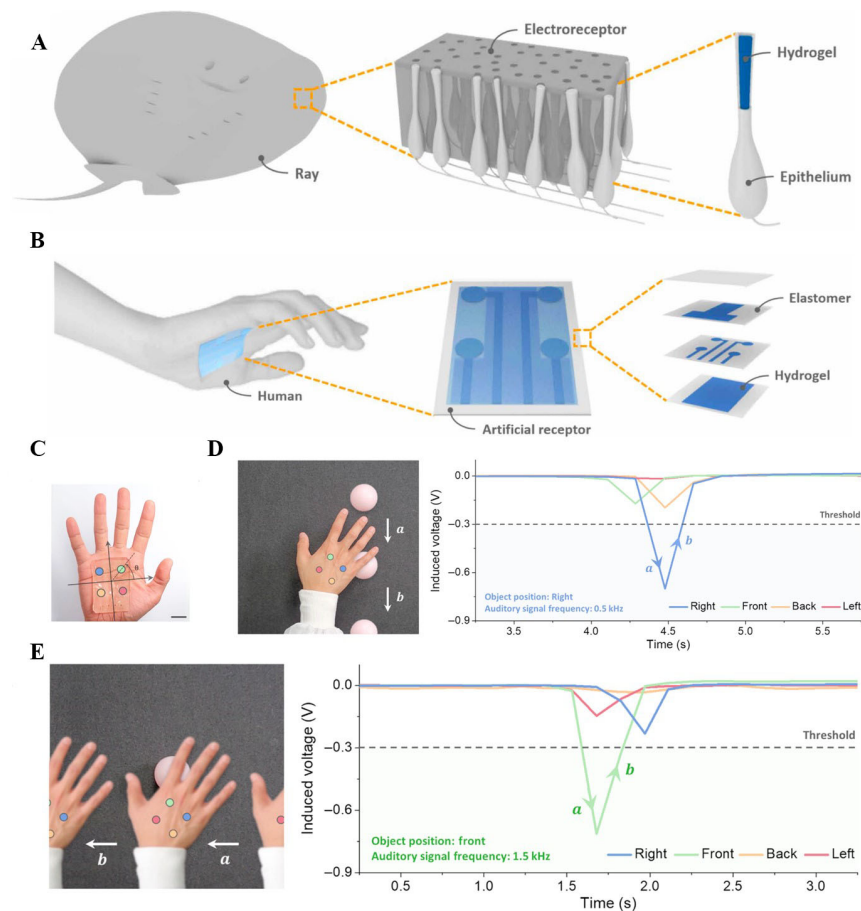 A
Electroreceptor
Hydrogel
Ray
Epithelium
B
Elastomer
Human
Hydrogel
Artificial receptor
C
θ
D
a
b
Induced voltage (V)
0.0
−0.3
−0.6
−0.9
Threshold
a
b
Object position: Right
Auditory signal frequency: 0.5 kHz
Right Front Back Left
3.5 4.0 4.5 5.0 5.5
Time (s)
E
b
a
Induced voltage (V)
0.0
−0.3
−0.6
−0.9
Threshold
a
b
Object position: front
Auditory signal frequency: 1.5 kHz
Right Front Back Left
0.5 1.0 1.5 2.0 2.5 3.0
Time (s)